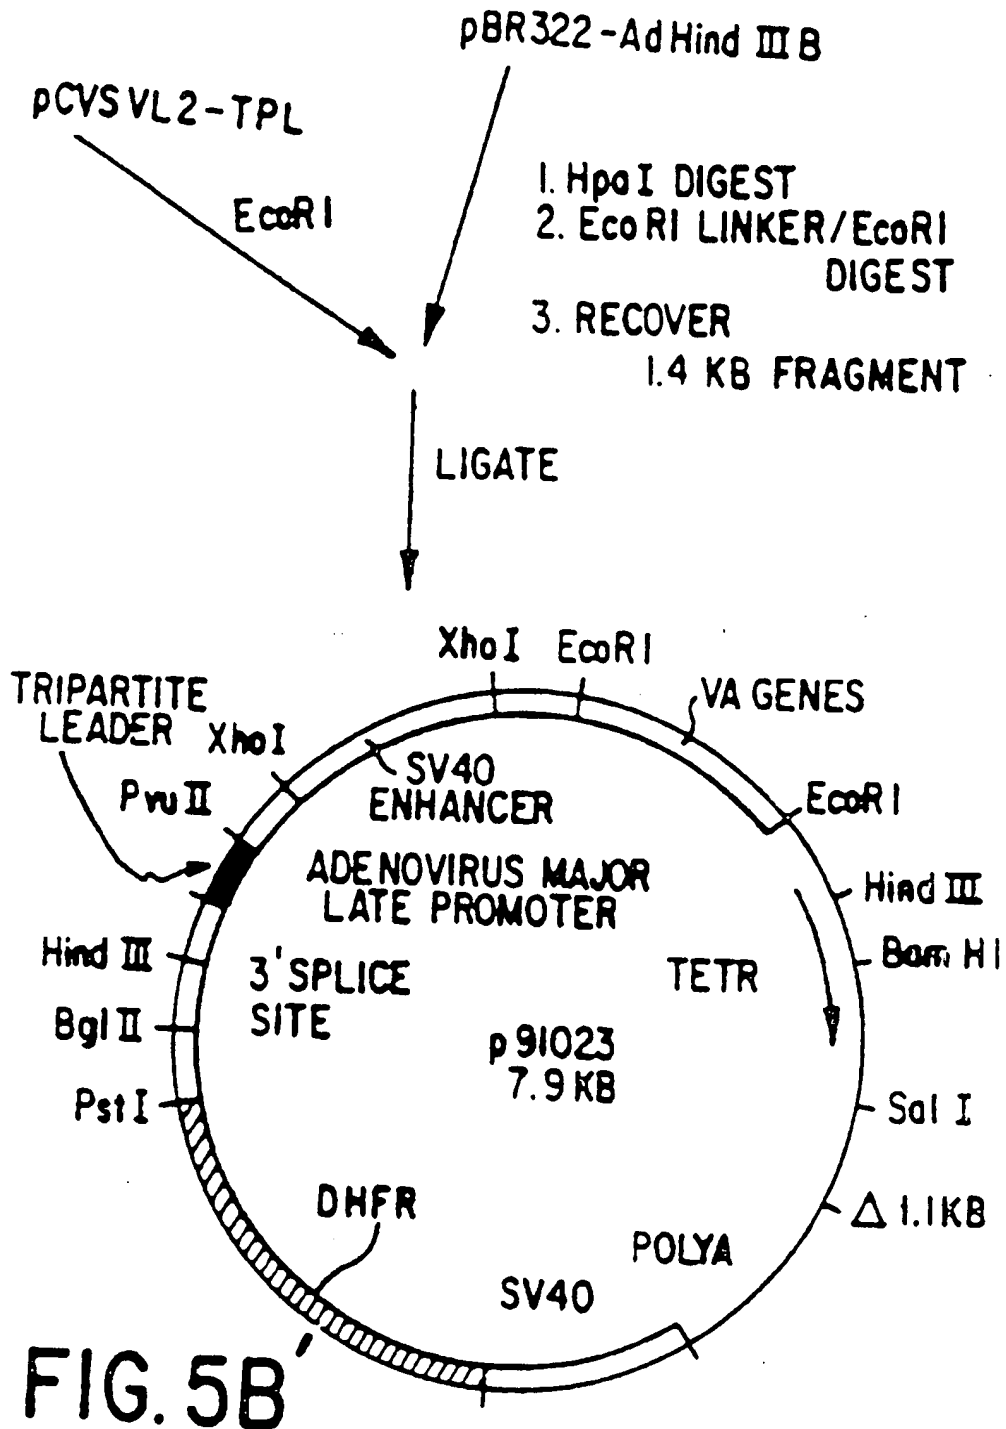 pBR322-Ad Hind III B
pCVSVL2-TPL
EcoRI
1. HpaI DIGEST
2. EcoRI LINKER/EcoRI
DIGEST
3. RECOVER
1.4 KB FRAGMENT
LIGATE
XhoI EcoRI
TRIPARTITE
LEADER
XhoI
VA GENES
PvuII
SV40
ENHANCER
EcoRI
ADENOVIRUS MAJOR
LATE PROMOTER
Hind III
Hind III
3' SPLICE
SITE
TETR
Bam HI
Bgl II
p91023
7.9 KB
PstI
Sal I
DHFR
Δ 1.1KB
POLYA
SV40
FIG. 5B